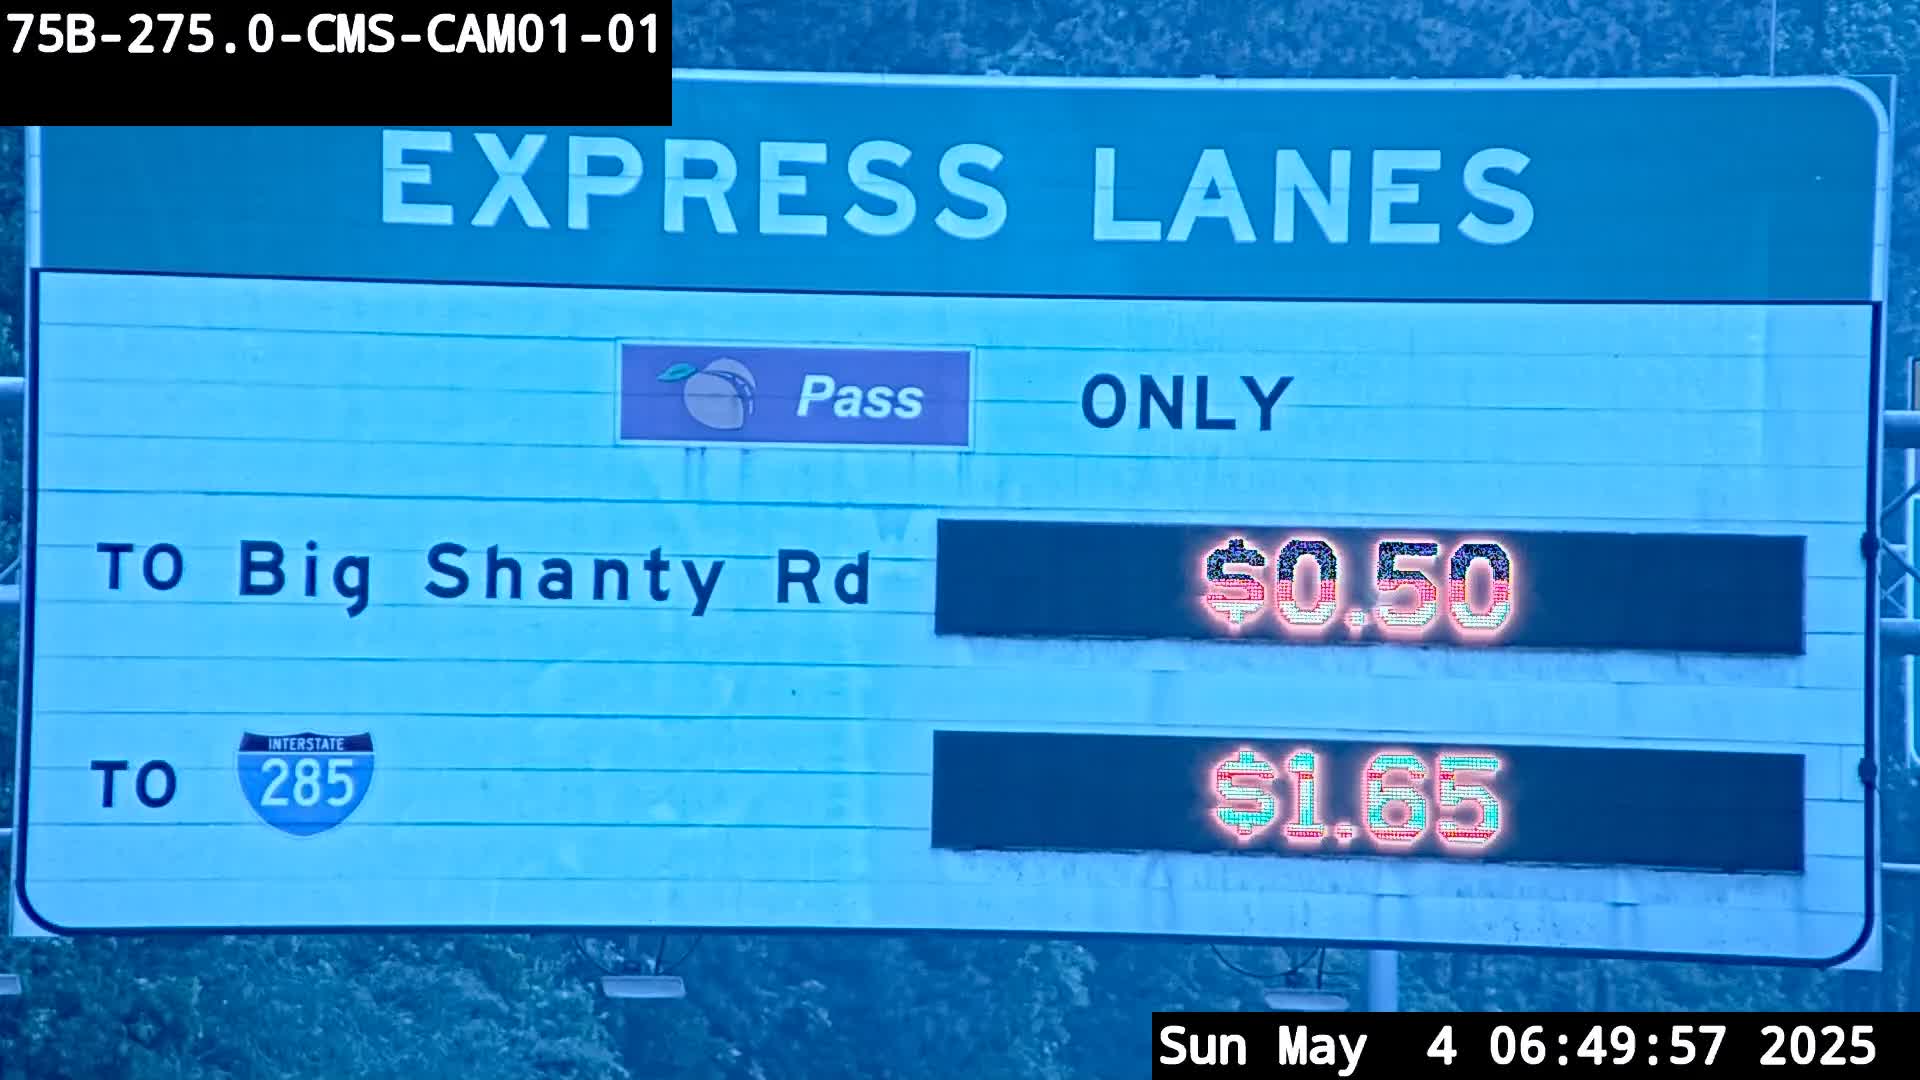 75B-275.0-CMS-CAM01-01
EXPRESS LANES
Pass ONLY
TO Big Shanty Rd $0.50
INTERSTATE
TO 285 $1.65
Sun May 4 06:49:57 2025